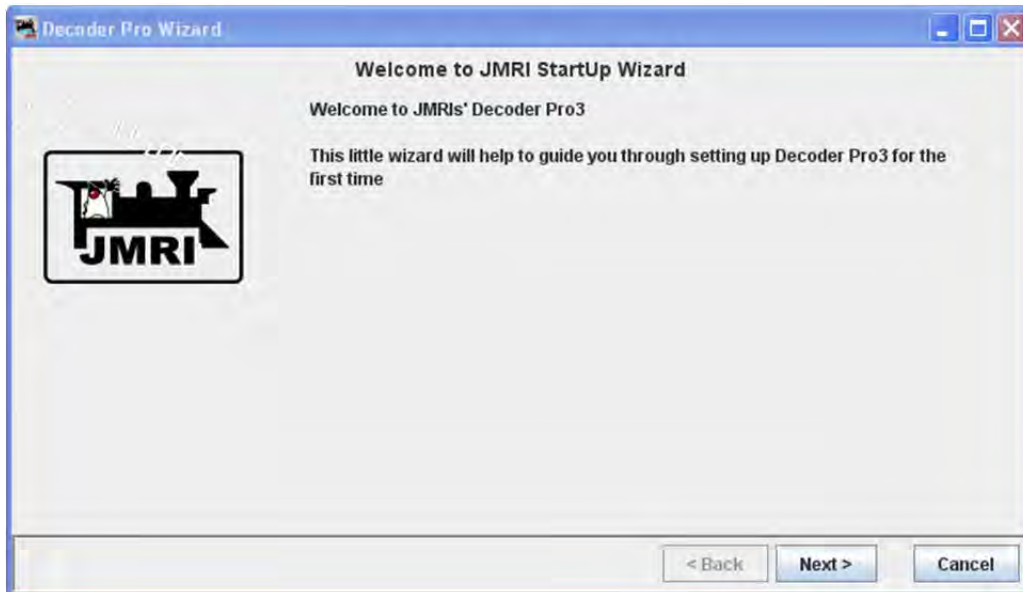 Decoder Pro Wizard
Welcome to JMRI StartUp Wizard
Welcome to JMRIs' Decoder Pro3
This little wizard will help to guide you through setting up Decoder Pro3 for the
first time
JMRI
< Back
Next >
Cancel